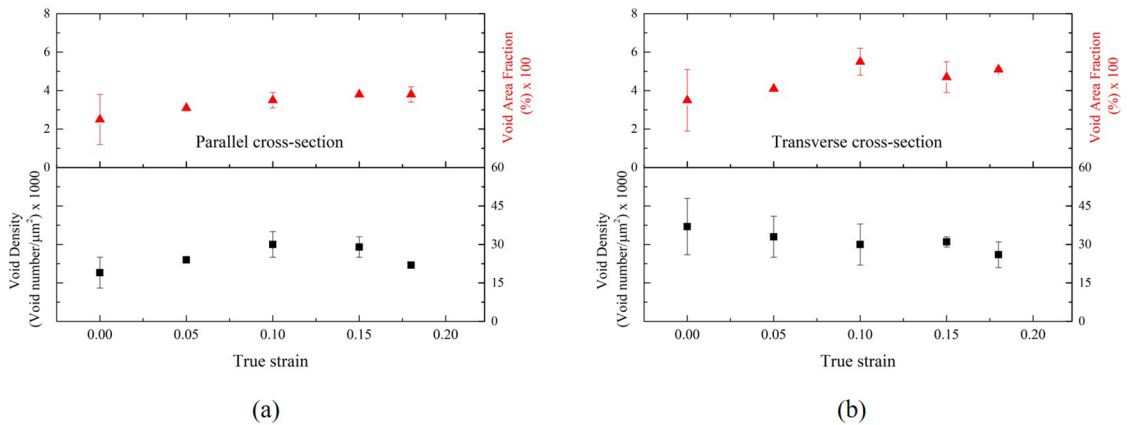 8
6
4
2
0
Parallel cross-section
Void Area Fraction
(%) x 100
Void Density
(Void number/μm²) x 1000
60
45
30
15
0
0.00 0.05 0.10 0.15 0.20
True strain
(a)
8
6
4
2
0
Transverse cross-section
Void Area Fraction
(%) x 100
Void Density
(Void number/μm²) x 1000
60
45
30
15
0
0.00 0.05 0.10 0.15 0.20
True strain
(b)